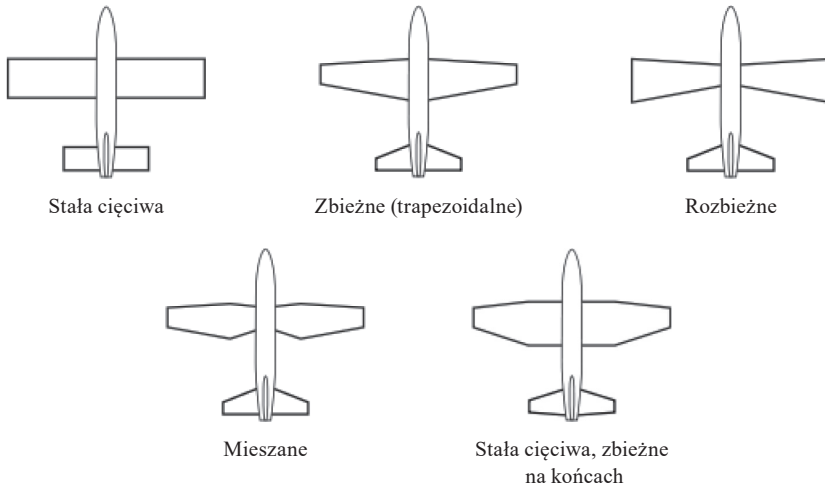 Stała cięciwa
Zbieżne (trapezoidalne)
Rozbieżne
Mieszane
Stała cięciwa, zbieżne
na końcach